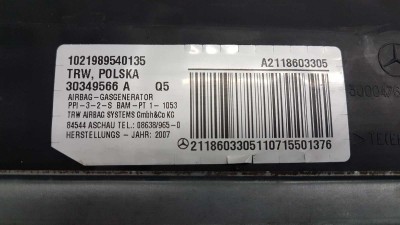 1021989540135
TRW, POLSKA
30349566 A Q5
AIRBAG-GASGENERATOR
PPI-3-2-S BAM-PT 1- 1053
TRW AIRBAG SYSTEMS GmbH&Co KG
84544 ASCHAU TEL.: 08638/965-0
HERSTELLUNGS - JAHR: 2007
A2118603305
2118603305110715501376